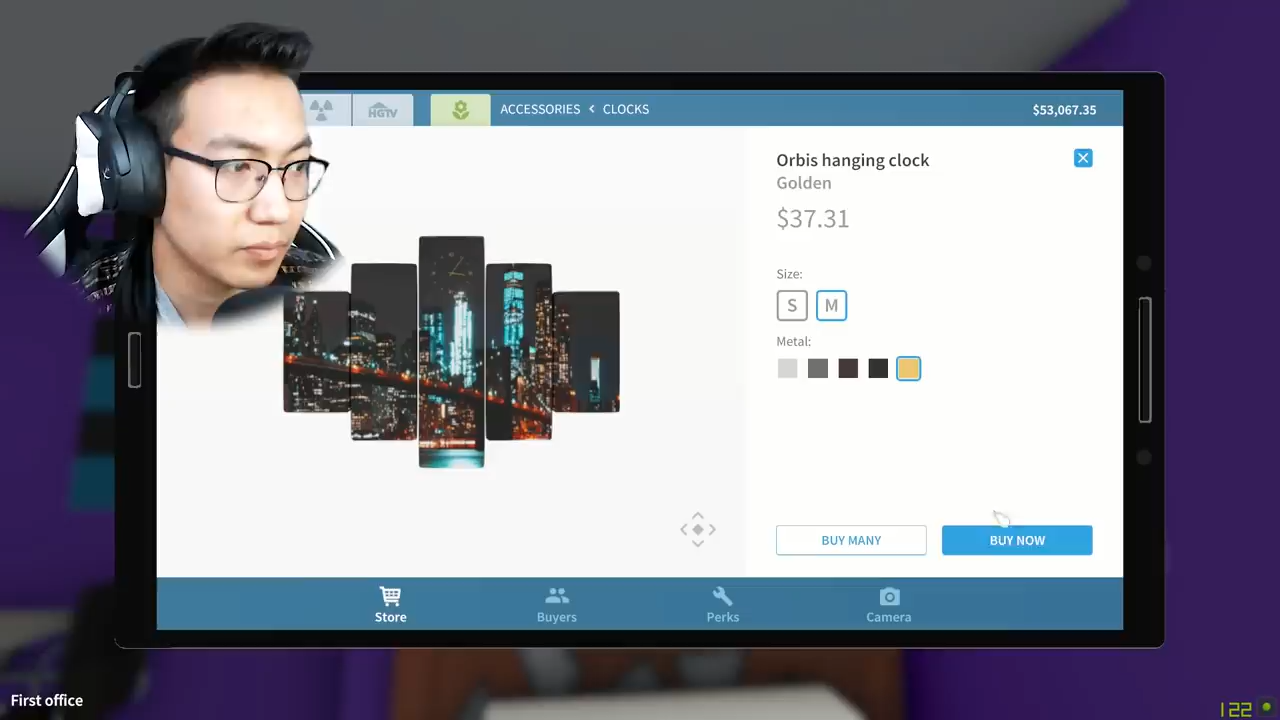 HGTV
ACCESSORIES < CLOCKS
$53,067.35
Orbis hanging clock
Golden
$37.31
Size:
S M
Metal:
BUY MANY
BUY NOW
Store
Buyers
Perks
Camera
First office
122